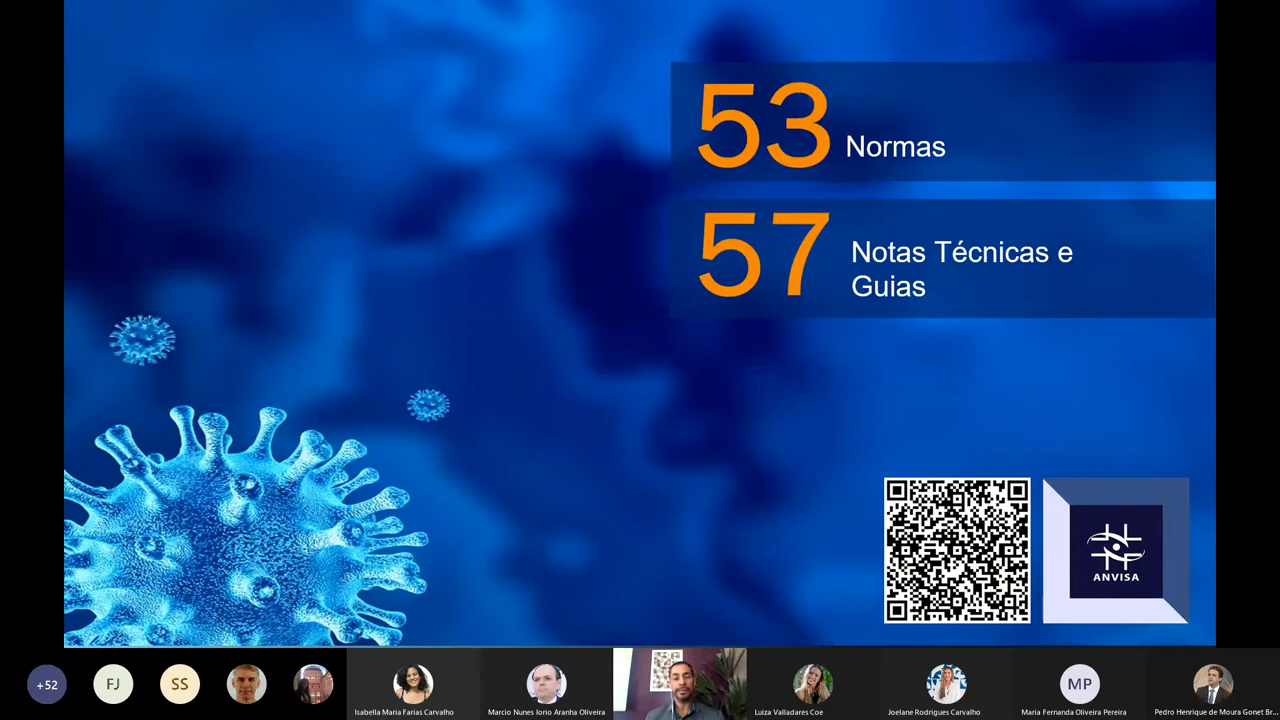 53 Normas
57 Notas Técnicas e
Guias
ANVISA
+52
FJ
SS
Isabella Maria Farias Carvalho
Marcio Nunes Iorio Aranha Oliveira
Luiza Valladares Coe
Joelane Rodrigues Carvalho
MP
Maria Fernanda Oliveira Pereira
Pedro Henrique de Moura Gonet Br...